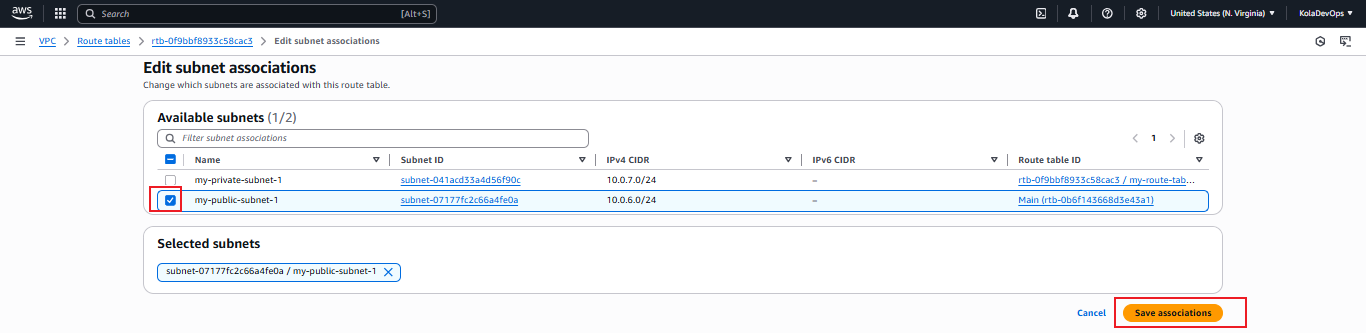 aws Search [Alt+S] United States (N. Virginia) KolaDevOps
VPC > Route tables > rtb-0f9bbf8933c58cac3 > Edit subnet associations
Edit subnet associations
Change which subnets are associated with this route table.
Available subnets (1/2)
Filter subnet associations
1
Name Subnet ID IPv4 CIDR IPv6 CIDR Route table ID
my-private-subnet-1 subnet-041acd33a4d56f90c 10.0.7.0/24 – rtb-0f9bbf8933c58cac3 / my-route-tab...
my-public-subnet-1 subnet-07177fc2c66a4fe0a 10.0.6.0/24 – Main (rtb-0b6f143668d3e43a1)
Selected subnets
subnet-07177fc2c66a4fe0a / my-public-subnet-1
Cancel Save associations